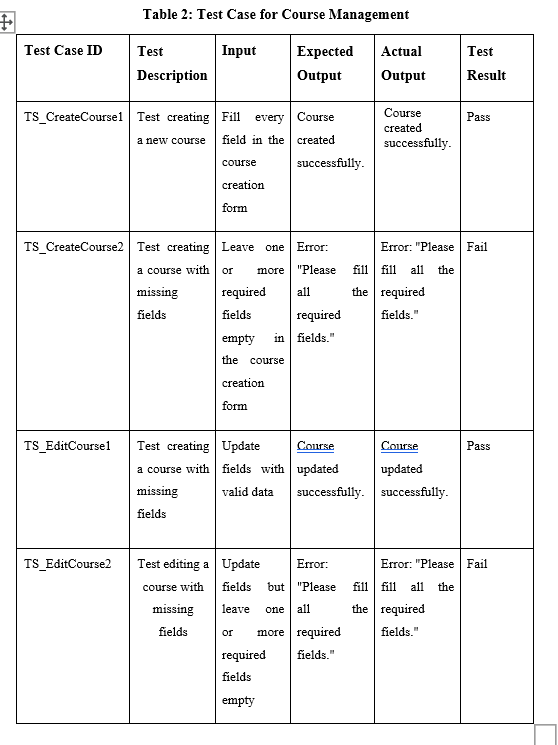 Table 2: Test Case for Course Management
Test Case ID
Test
Description
Input
Expected
Output
Actual
Output
Test
Result
TS_CreateCourse1
Test creating
a new course
Fill every
field in the
course
creation
form
Course
created
successfully.
Course
created
successfully.
Pass
TS_CreateCourse2
Test creating
a course with
missing
fields
Leave one
or more
required
fields
empty in
the course
creation
form
Error:
"Please fill
all the
required
fields."
Error: "Please
fill all the
required
fields."
Fail
TS_EditCourse1
Test creating
a course with
missing
fields
Update
fields with
valid data
Course
updated
successfully.
Course
updated
successfully.
Pass
TS_EditCourse2
Test editing a
course with
missing
fields
Update
fields but
leave one
or more
required
fields
empty
Error:
"Please fill
all the
required
fields."
Error: "Please
fill all the
required
fields."
Fail